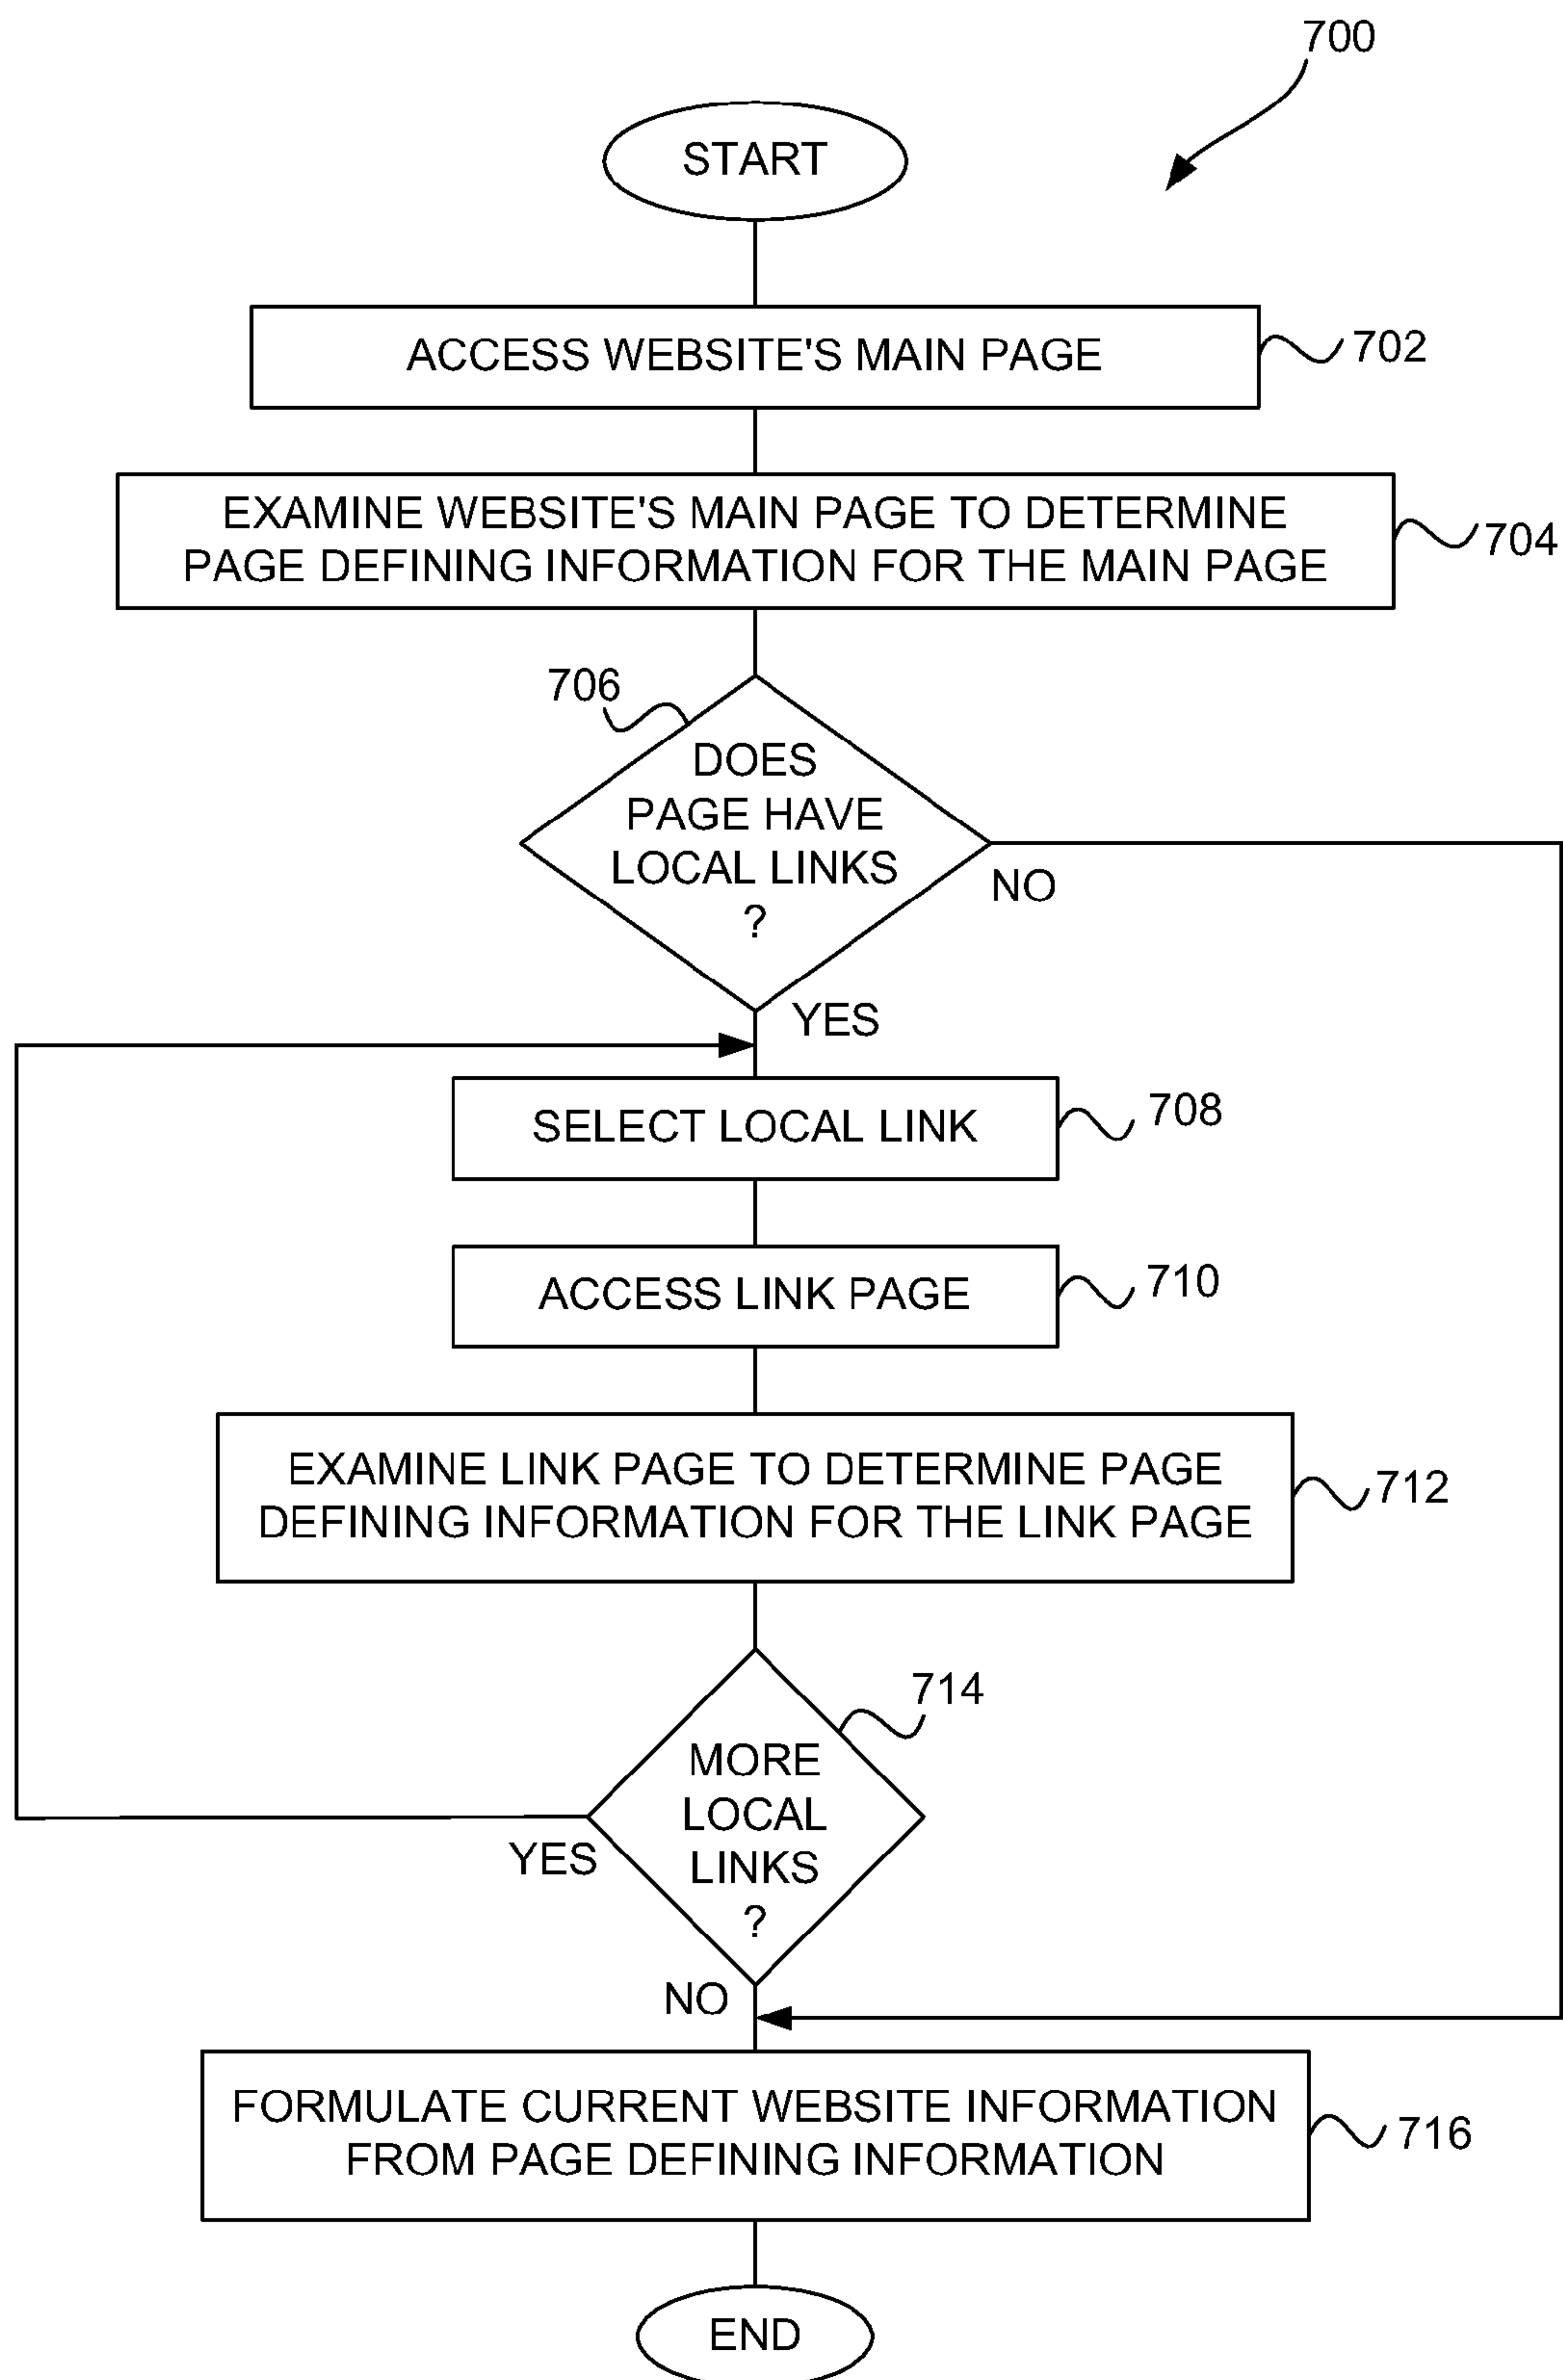 700
START
ACCESS WEBSITE'S MAIN PAGE
702
EXAMINE WEBSITE'S MAIN PAGE TO DETERMINE
PAGE DEFINING INFORMATION FOR THE MAIN PAGE
704
706
DOES
PAGE HAVE
LOCAL LINKS
?
NO
YES
SELECT LOCAL LINK
708
ACCESS LINK PAGE
710
EXAMINE LINK PAGE TO DETERMINE PAGE
DEFINING INFORMATION FOR THE LINK PAGE
712
714
MORE
LOCAL
LINKS
?
YES
NO
FORMULATE CURRENT WEBSITE INFORMATION
FROM PAGE DEFINING INFORMATION
716
END